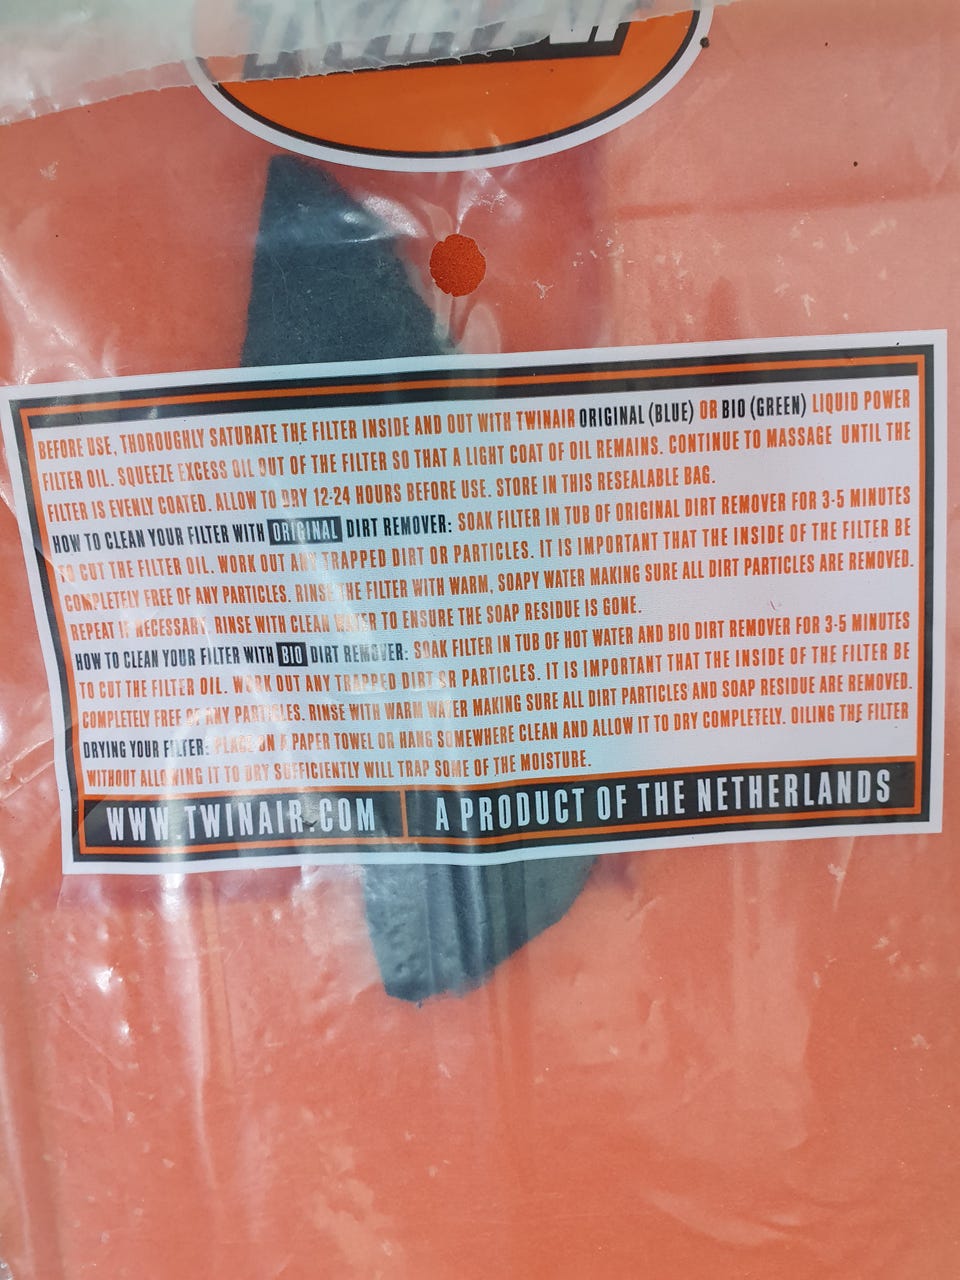 TWIN AIR
BEFORE USE, THOROUGHLY SATURATE THE FILTER INSIDE AND OUT WITH TWINAIR ORIGINAL (BLUE) OR BIO (GREEN) LIQUID POWER
FILTER OIL. SQUEEZE EXCESS OIL OUT OF THE FILTER SO THAT A LIGHT COAT OF OIL REMAINS. CONTINUE TO MASSAGE UNTIL THE
FILTER IS EVENLY COATED. ALLOW TO DRY 12-24 HOURS BEFORE USE. STORE IN THIS RESEALABLE BAG.
HOW TO CLEAN YOUR FILTER WITH ORIGINAL DIRT REMOVER: SOAK FILTER IN TUB OF ORIGINAL DIRT REMOVER FOR 3-5 MINUTES
TO CUT THE FILTER OIL. WORK OUT ANY TRAPPED DIRT OR PARTICLES. IT IS IMPORTANT THAT THE INSIDE OF THE FILTER BE
COMPLETELY FREE OF ANY PARTICLES. RINSE THE FILTER WITH WARM, SOAPY WATER MAKING SURE ALL DIRT PARTICLES ARE REMOVED.
REPEAT IF NECESSARY. RINSE WITH CLEAN WATER TO ENSURE THE SOAP RESIDUE IS GONE.
HOW TO CLEAN YOUR FILTER WITH BIO DIRT REMOVER: SOAK FILTER IN TUB OF HOT WATER AND BIO DIRT REMOVER FOR 3-5 MINUTES
TO CUT THE FILTER OIL. WORK OUT ANY TRAPPED DIRT OR PARTICLES. IT IS IMPORTANT THAT THE INSIDE OF THE FILTER BE
COMPLETELY FREE OF ANY PARTICLES. RINSE WITH WARM WATER MAKING SURE ALL DIRT PARTICLES AND SOAP RESIDUE ARE REMOVED.
DRYING YOUR FILTER: PLACE ON A PAPER TOWEL OR HANG SOMEWHERE CLEAN AND ALLOW IT TO DRY COMPLETELY. OILING THE FILTER
WITHOUT ALLOWING IT TO DRY SUFFICIENTLY WILL TRAP SOME OF THE MOISTURE.
WWW.TWINAIR.COM A PRODUCT OF THE NETHERLANDS